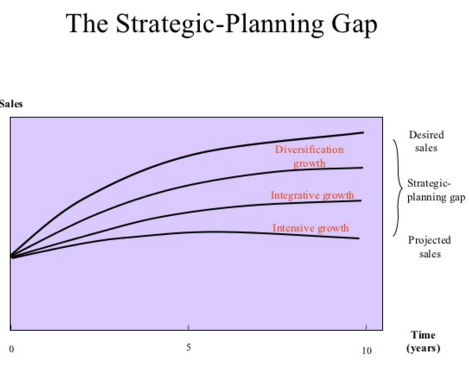 The Strategic-Planning Gap
Sales
Desired
sales
Diversification
growth
Strategic-
planning gap
Integrative growth
Intensive growth
Projected
sales
0
5
10
Time
(years)